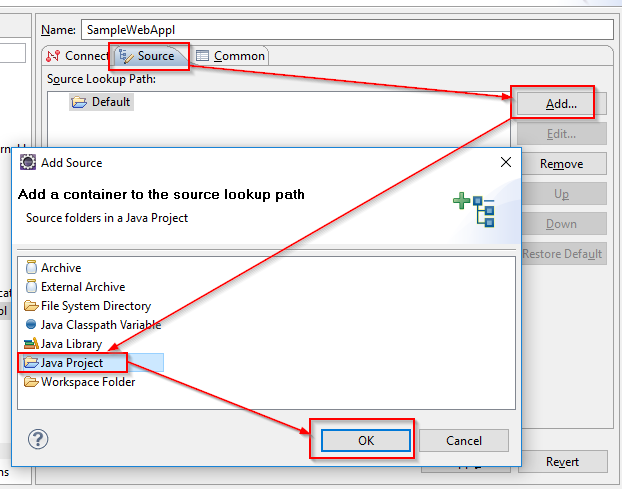 Name: SampleWebAppl
Connect Source Common
Source Lookup Path:
Default
Add...
Edit...
Remove
Up
Down
Restore Default
Add Source
Add a container to the source lookup path
Source folders in a Java Project
Archive
External Archive
File System Directory
Java Classpath Variable
Java Library
Java Project
Workspace Folder
OK Cancel
Revert